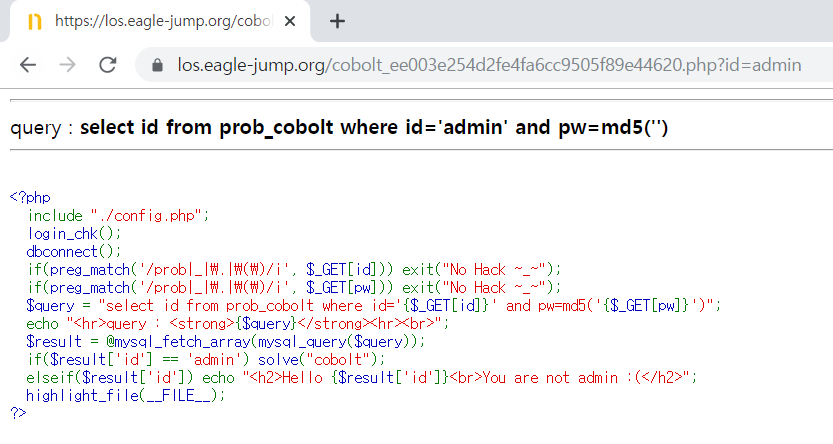 https://los.eagle-jump.org/cobol
los.eagle-jump.org/cobolt_ee003e254d2fe4fa6cc9505f89e44620.php?id=admin
query : select id from prob_cobolt where id='admin' and pw=md5('')
<?php
include "./config.php";
login_chk();
dbconnect();
if(preg_match('/prob|_|₩.|₩(₩)/i', $_GET[id])) exit("No Hack ~_~");
if(preg_match('/prob|_|₩.|₩(₩)/i', $_GET[pw])) exit("No Hack ~_~");
$query = "select id from prob_cobolt where id='{$_GET[id]}' and pw=md5('{$_GET[pw]}')";
echo "<hr>query : <strong>{$query}</strong><hr><br>";
$result = @mysql_fetch_array(mysql_query($query));
if($result['id'] == 'admin') solve("cobolt");
elseif($result['id']) echo "<h2>Hello {$result['id']}<br>You are not admin :(</h2>";
highlight_file(__FILE__);
?>